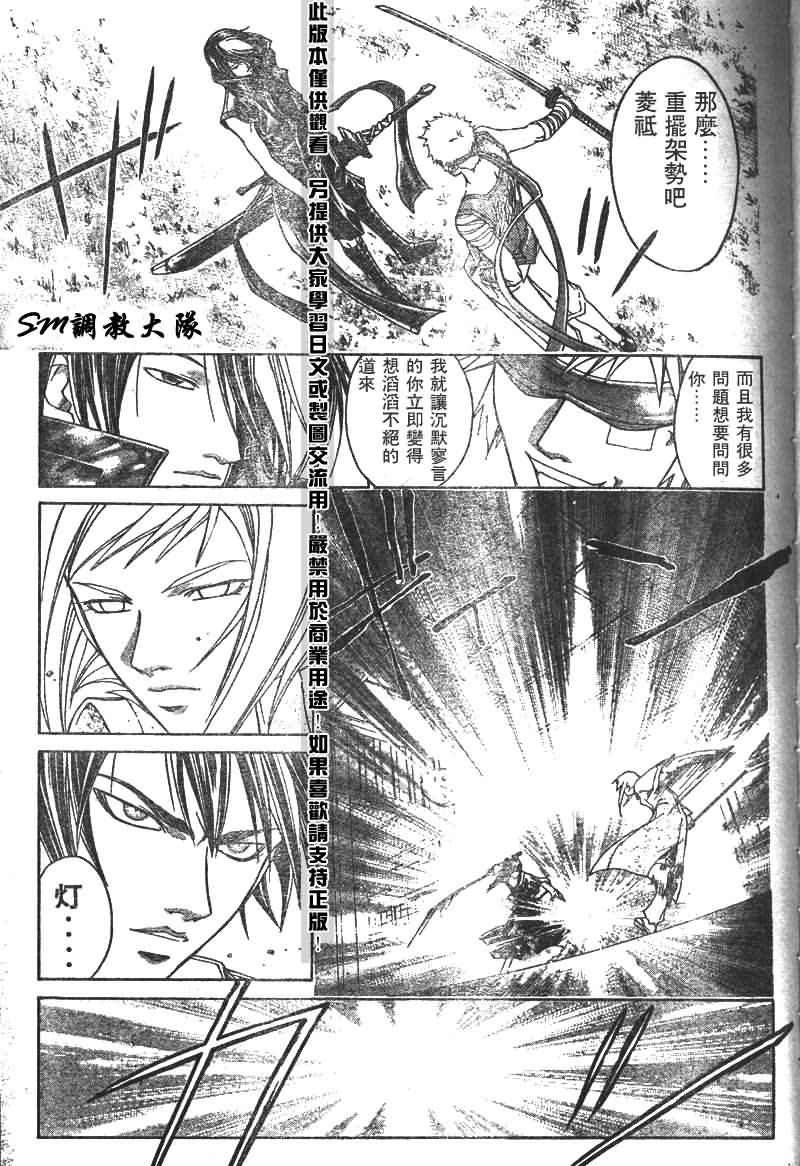 那麼……
重擺架勢吧
菱祗
SM調教大隊
而且我有很多
問題想要問問
你……
我就讓沉默寥言
的你立即變得
想滔滔不絕的
道來
灯……
此版本僅供觀看，另提供大家學習日文或製圖交流用！嚴禁用於商業用途！如果喜歡請支持正版！